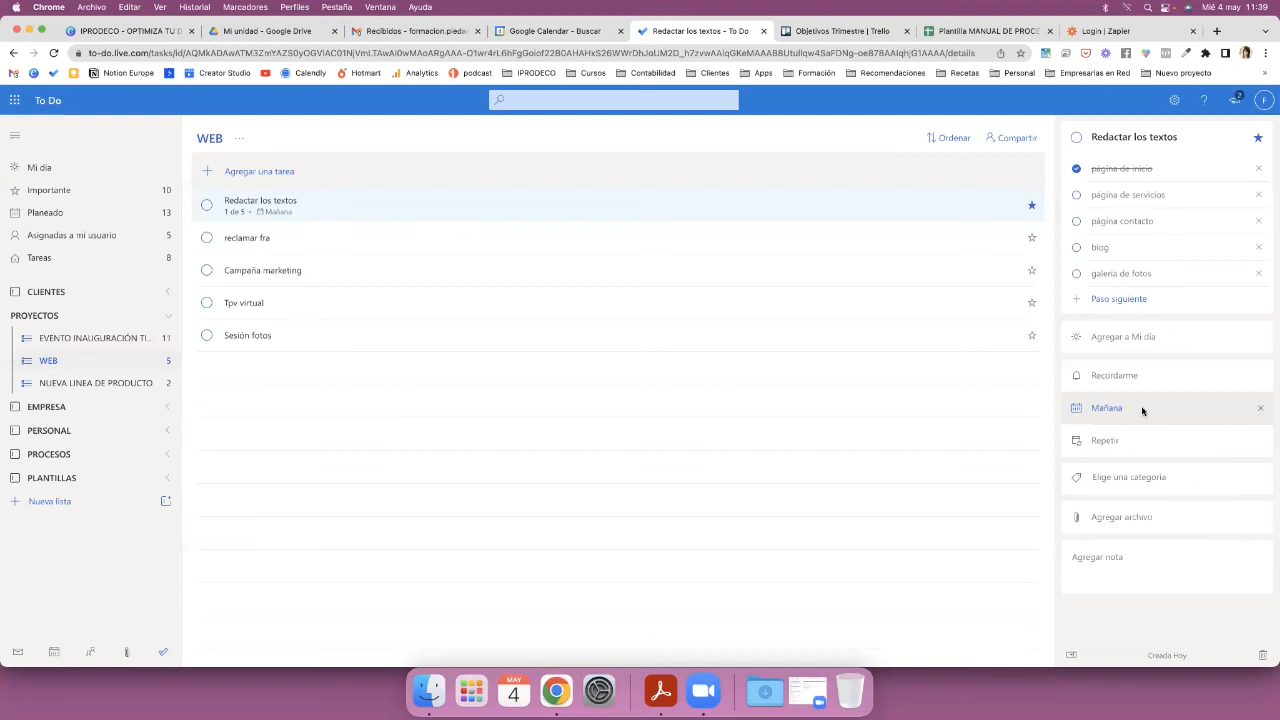 Chrome Archivo Editar Ver Historial Marcadores Perfiles Pestaña Ventana Ayuda
Mié 4 may 11:39
IPRODECO - OPTIMIZA TU D
Mi unidad - Google Drive
Recibidos - formacion.piedar
Google Calendar - Buscar
Redactar los textos - To Do
Objetivos Trimestre | Trello
Plantilla MANUAL DE PROCE
Login | Zapier
Notion Europe
Creator Studio
Calendly
Hotmart
Analytics
podcast
IPRODECO
Cursos
Contabilidad
Clientes
Apps
Formación
Recomendaciones
Recetas
Personal
Empresarias en Red
Nuevo proyecto
To Do
2
F
Mi día
Importante 10
Planeado 13
Asignadas a mi usuario 5
Tareas 8
CLIENTES
PROYECTOS
EVENTO INAUGURACIÓN TI... 11
WEB 5
NUEVA LINEA DE PRODUCTO 2
EMPRESA
PERSONAL
PROCESOS
PLANTILLAS
Nueva lista
WEB ...
Ordenar
Compartir
Agregar una tarea
Redactar los textos
1 de 5 • Mañana
reclamar fra
Campaña marketing
Tpv virtual
Sesión fotos
Redactar los textos
página de inicio
página de servicios
página contacto
blog
galería de fotos
Paso siguiente
Agregar a Mi día
Recordarme
Mañana
Repetir
Elige una categoría
Agregar archivo
Agregar nota
Creada Hoy
MAY
4